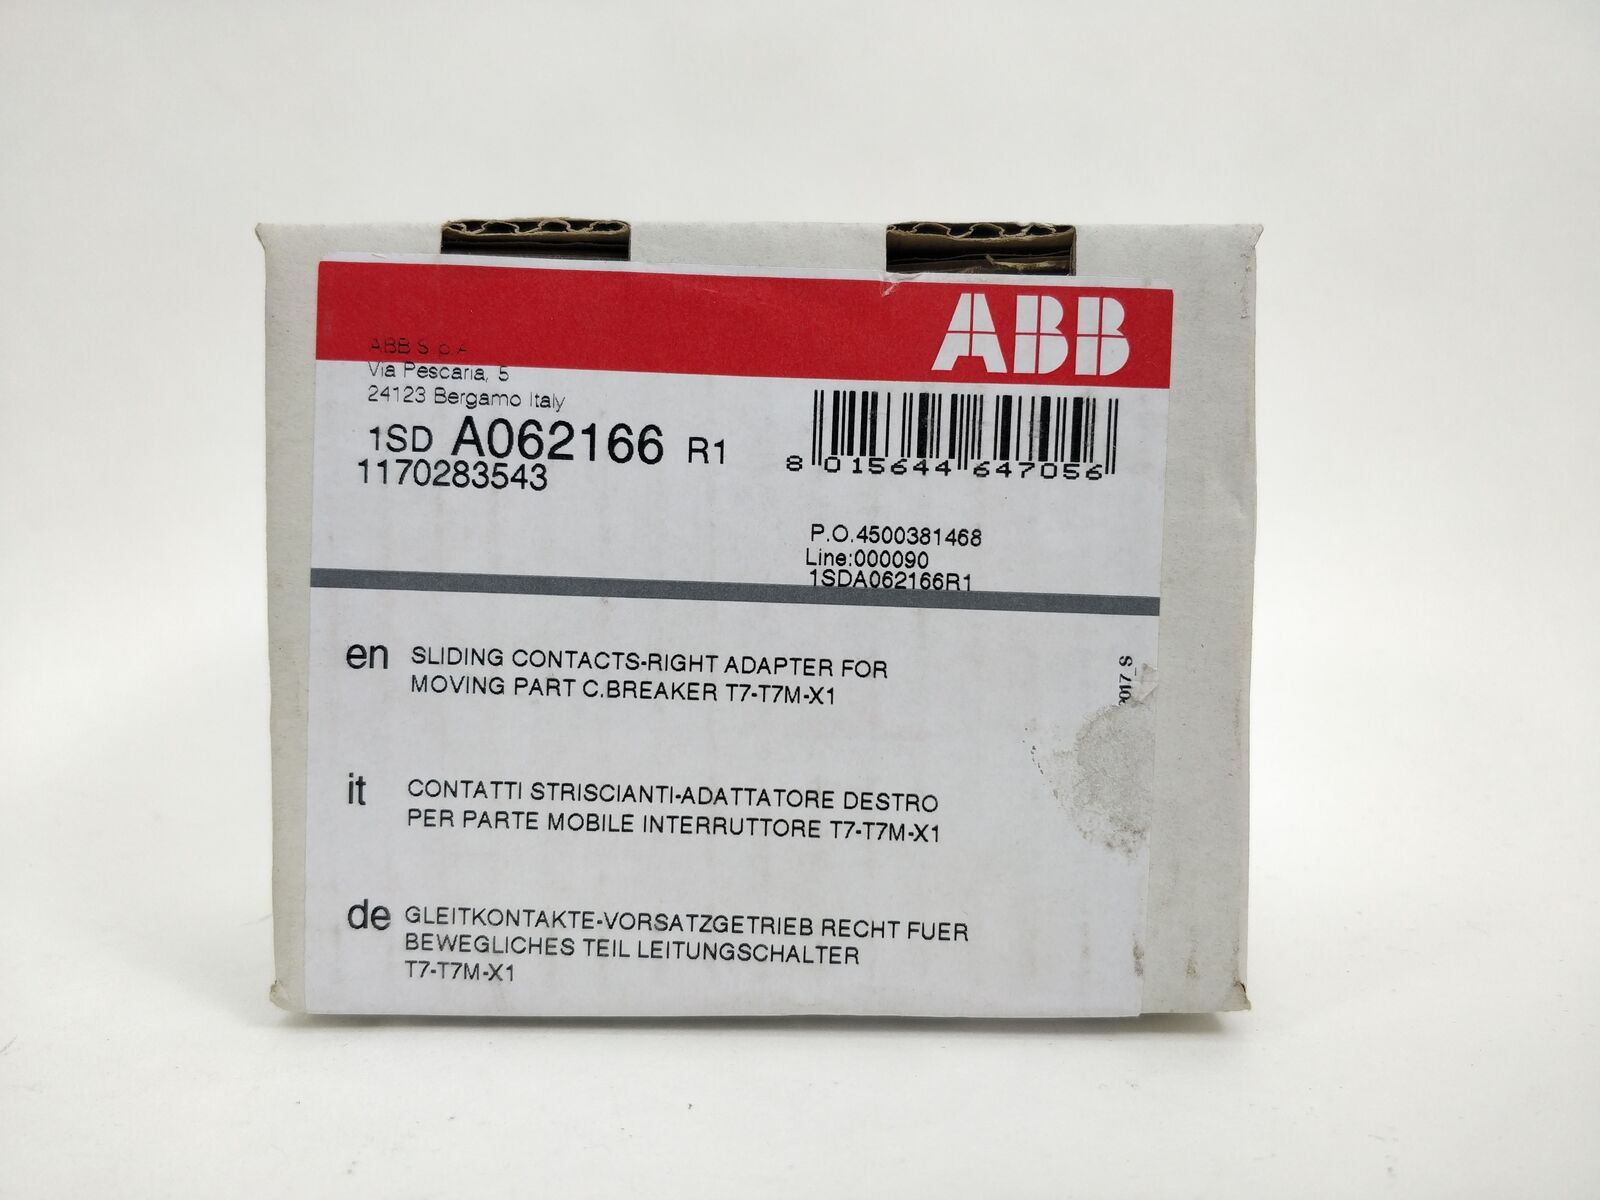 ABB
ABB S.p.A
Via Pescaria, 5
24123 Bergamo Italy
1SD A062166 R1
1170283543
8 015644 647056
P.O.4500381468
Line:000090
1SDA062166R1
en SLIDING CONTACTS-RIGHT ADAPTER FOR
MOVING PART C.BREAKER T7-T7M-X1
2017_S
it CONTATTI STRISCIANTI-ADATTATORE DESTRO
PER PARTE MOBILE INTERRUTTORE T7-T7M-X1
de GLEITKONTAKTE-VORSATZGETRIEB RECHT FUER
BEWEGLICHES TEIL LEITUNGSCHALTER
T7-T7M-X1